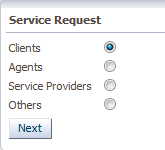 Service Request
Clients
Agents
Service Providers
Others
Next